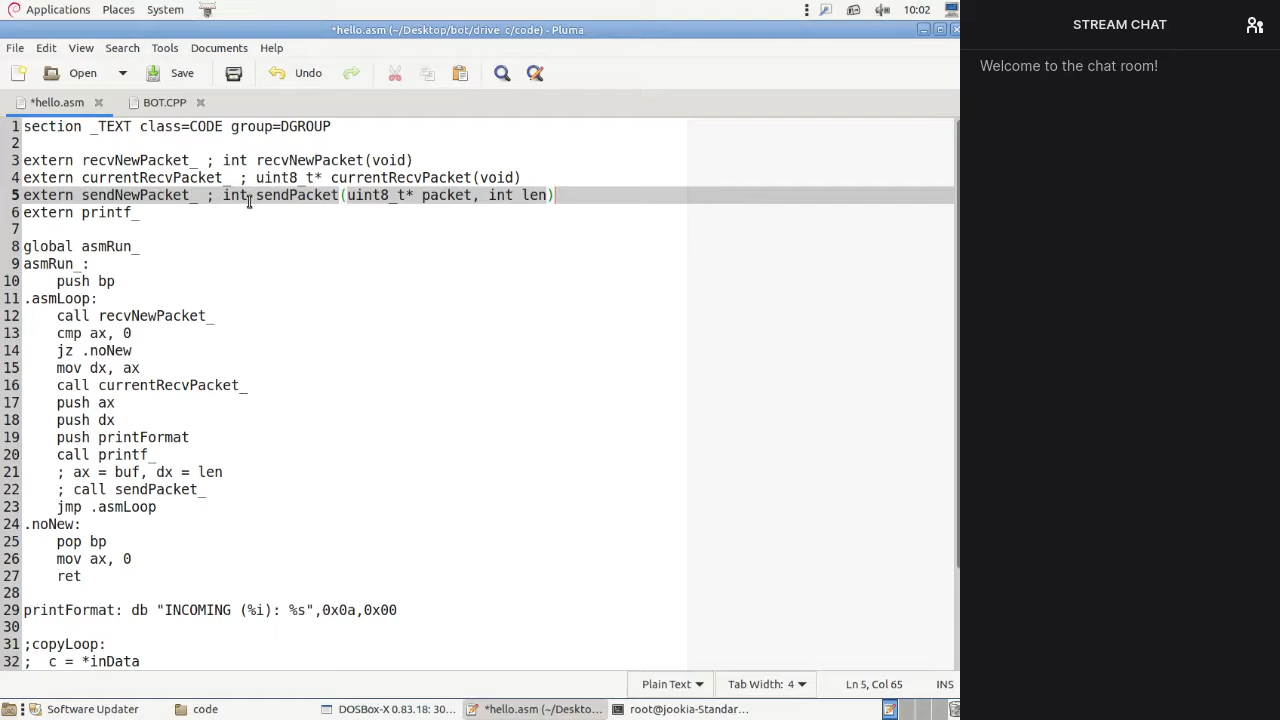 Applications Places System 10:02
*hello.asm (~/Desktop/bot/drive_c/code) - Pluma
File Edit View Search Tools Documents Help
Open Save Undo
*hello.asm BOT.CPP
1 section _TEXT class=CODE group=DGROUP
2
3 extern recvNewPacket_ ; int recvNewPacket(void)
4 extern currentRecvPacket_ ; uint8_t* currentRecvPacket(void)
5 extern sendNewPacket_ ; int sendPacket(uint8_t* packet, int len)
6 extern printf_
7
8 global asmRun_
9 asmRun_:
10 push bp
11 .asmLoop:
12 call recvNewPacket_
13 cmp ax, 0
14 jz .noNew
15 mov dx, ax
16 call currentRecvPacket_
17 push ax
18 push dx
19 push printFormat
20 call printf_
21 ; ax = buf, dx = len
22 ; call sendPacket_
23 jmp .asmLoop
24 .noNew:
25 pop bp
26 mov ax, 0
27 ret
28
29 printFormat: db "INCOMING (%i): %s",0x0a,0x00
30
31 ;copyLoop:
32 ; c = *inData
Plain Text Tab Width: 4 Ln 5, Col 65 INS
Software Updater code DOSBox-X 0.83.18: 30... *hello.asm (~/Deskto... root@jookia-Standar...
STREAM CHAT
Welcome to the chat room!